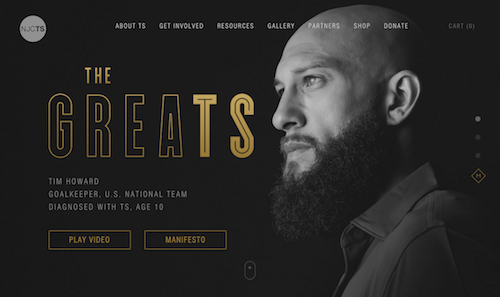 NJCTS
ABOUT TS GET INVOLVED RESOURCES GALLERY PARTNERS SHOP DONATE CART (0)
THE
GREATS
TIM HOWARD
GOALKEEPER, U.S. NATIONAL TEAM
DIAGNOSED WITH TS, AGE 10
PLAY VIDEO MANIFESTO